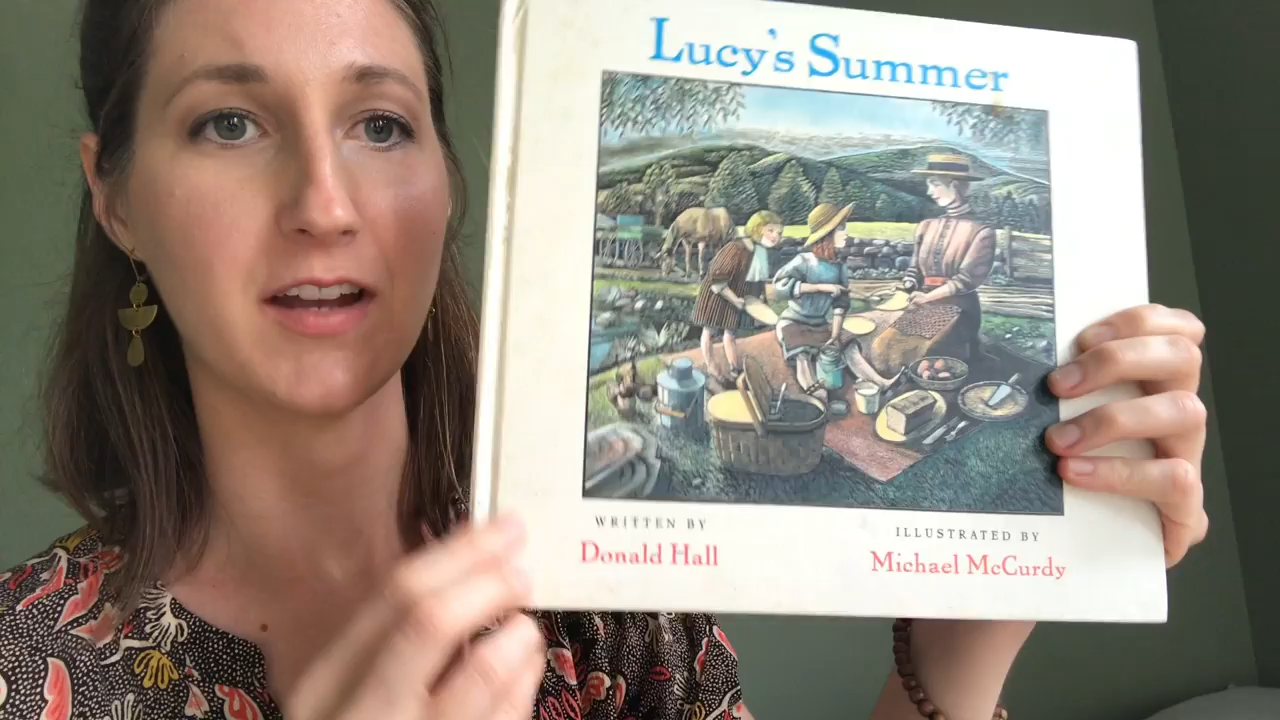 Lucy's Summer
WRITTEN BY
Donald Hall
ILLUSTRATED BY
Michael McCurdy